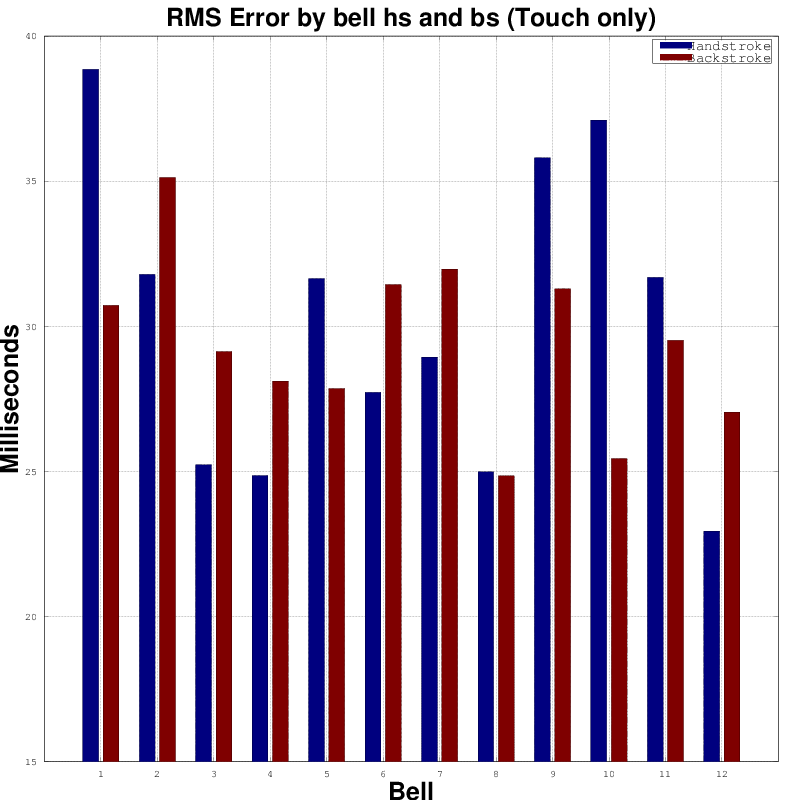 RMS Error by bell hs and bs (Touch only)
Handstroke
Backstroke
40
35
30
25
20
15
Milliseconds
1 2 3 4 5 6 7 8 9 10 11 12
Bell